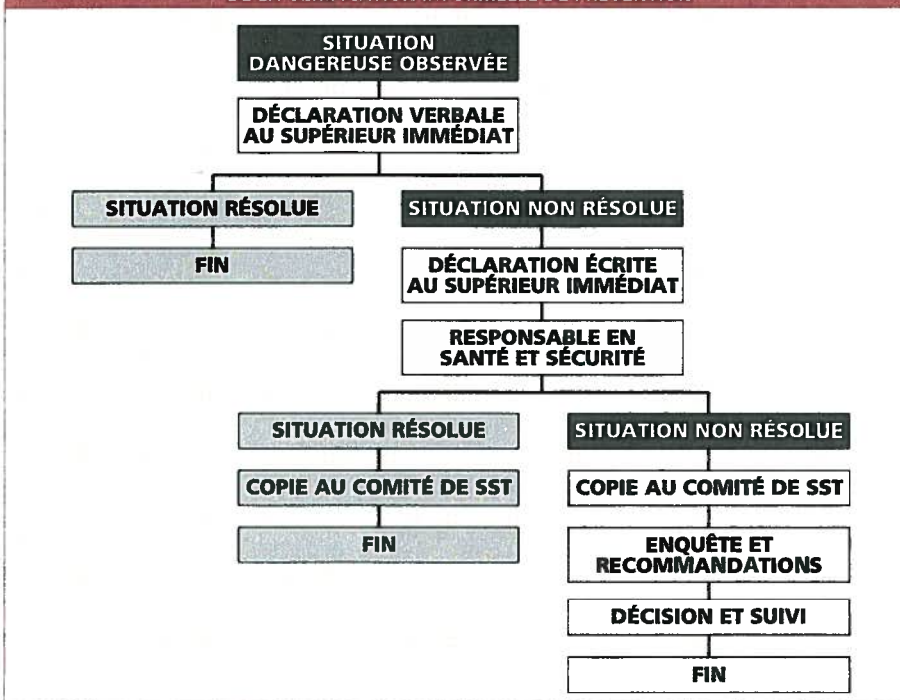 SITUATION
DANGEREUSE OBSERVÉE
DÉCLARATION VERBALE
AU SUPÉRIEUR IMMÉDIAT
SITUATION RÉSOLUE
SITUATION NON RÉSOLUE
FIN
DÉCLARATION ÉCRITE
AU SUPÉRIEUR IMMÉDIAT
RESPONSABLE EN
SANTÉ ET SÉCURITÉ
SITUATION RÉSOLUE
SITUATION NON RÉSOLUE
COPIE AU COMITÉ DE SST
COPIE AU COMITÉ DE SST
FIN
ENQUÊTE ET
RECOMMANDATIONS
DÉCISION ET SUIVI
FIN